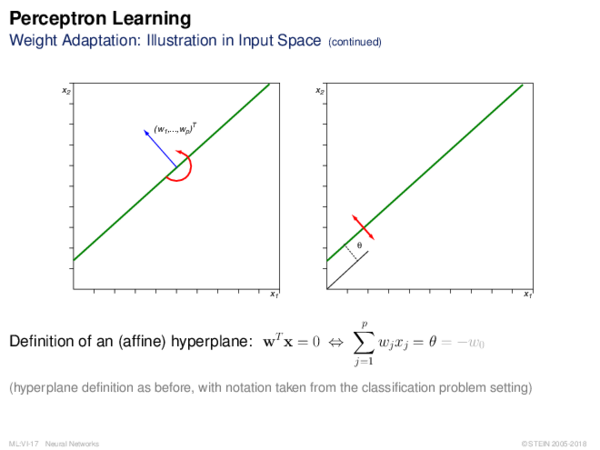 Perceptron Learning
Weight Adaptation: Illustration in Input Space (continued)
x₂
(w₁,...,wₚ)ᵀ
x₁
x₂
θ
x₁
Definition of an (affine) hyperplane: wᵀx = 0 ⇔ ∑ⱼ₌₁ᵖ wⱼxⱼ = θ = −w₀
(hyperplane definition as before, with notation taken from the classification problem setting)
ML:VI-17 Neural Networks
© STEIN 2005-2018